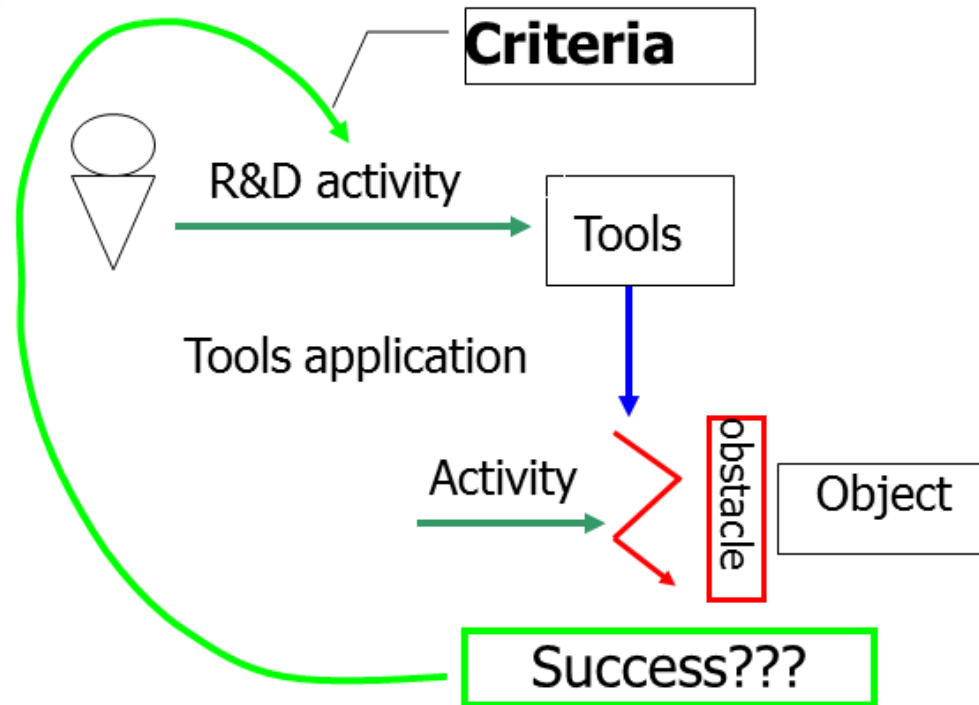 Criteria
R&D activity
Tools
Tools application
obstacle
Activity
Object
Success???